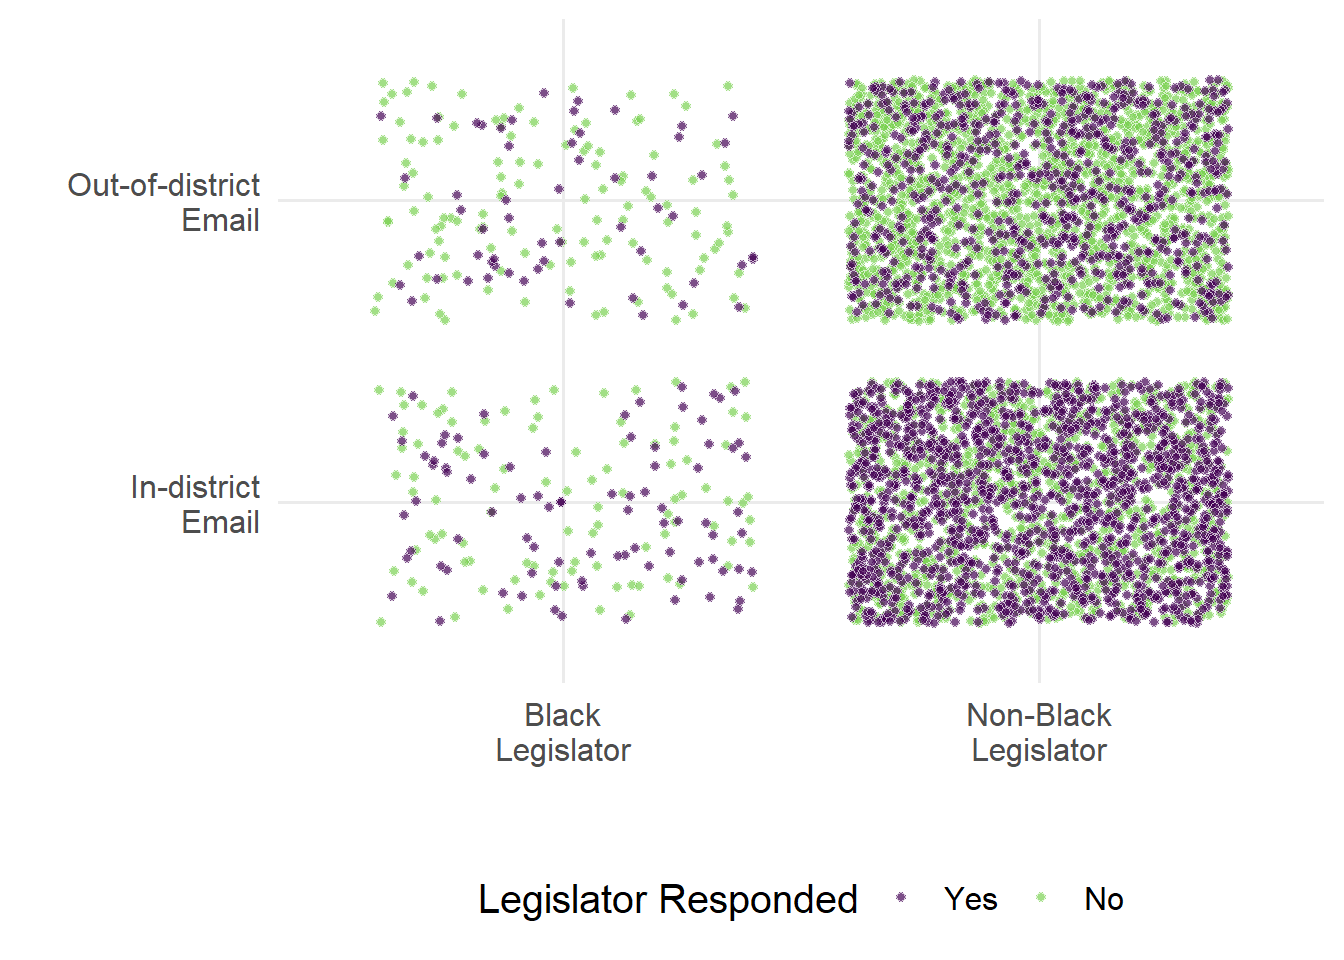 Out-of-district
Email
In-district
Email
Black
Legislator
Non-Black
Legislator
Legislator Responded Yes No